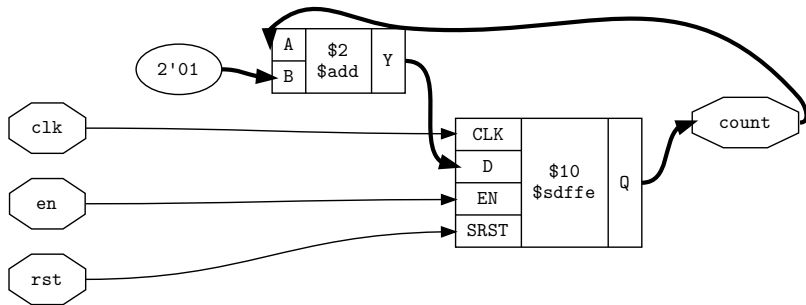 A
B
$2
$add
Y
2'01
clk
en
rst
CLK
D
EN
SRST
$10
$sdffe
Q
count